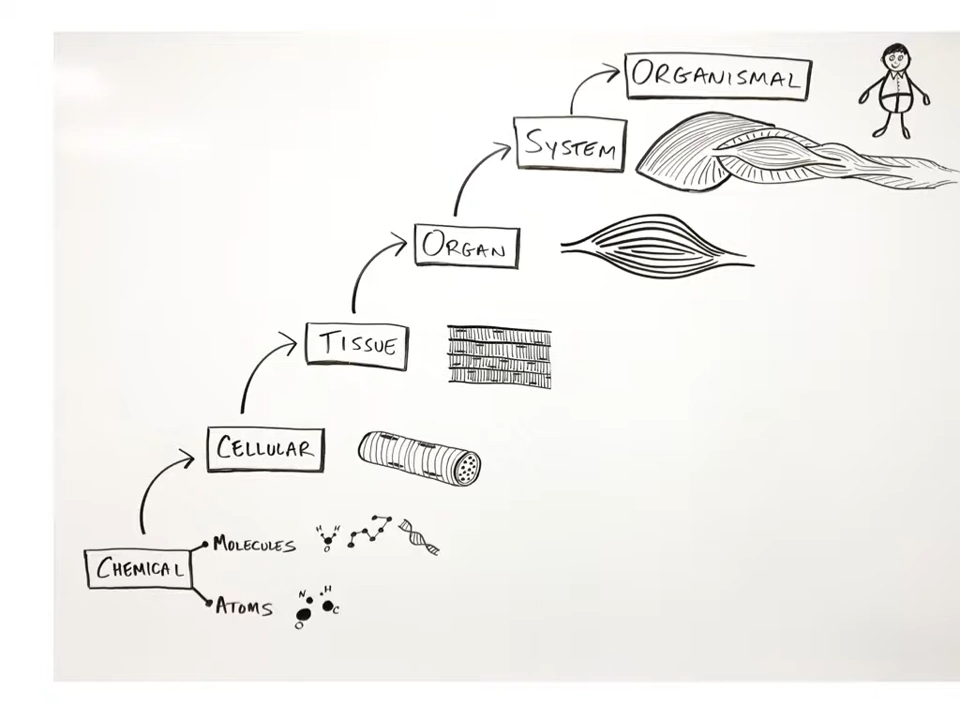 ORGANISMAL
SYSTEM
ORGAN
TISSUE
CELLULAR
CHEMICAL
MOLECULES
H H
O
ATOMS
N H
C
O